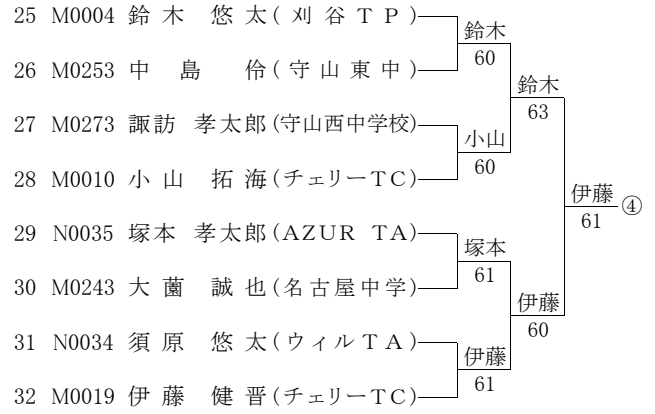 25 M0004 鈴木 悠太(刈谷TP)
鈴木
60
26 M0253 中島 伶(守山東中)
鈴木
63
27 M0273 諏訪 孝太郎(守山西中学校)
小山
60
28 M0010 小山 拓海(チェリーTC)
伊藤
61
④
29 N0035 塚本 孝太郎(AZUR TA)
塚本
61
30 M0243 大薗 誠也(名古屋中学)
伊藤
60
31 N0034 須原 悠太(ウィルTA)
伊藤
61
32 M0019 伊藤 健晋(チェリーTC)